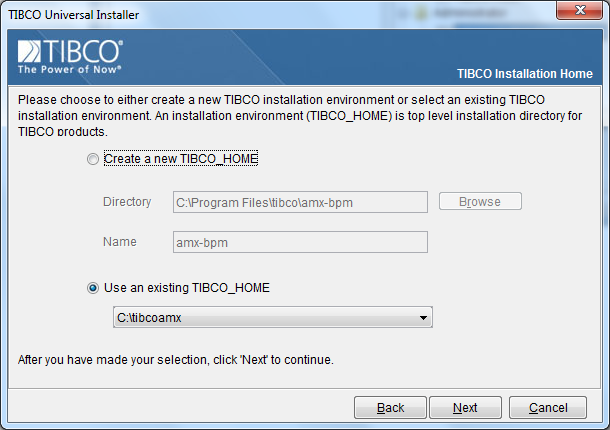 TIBCO Universal Installer
TIBCO®
The Power of Now®
TIBCO Installation Home
Please choose to either create a new TIBCO installation environment or select an existing TIBCO
installation environment. An installation environment (TIBCO_HOME) is top level installation directory for
TIBCO products.
Create a new TIBCO_HOME
Directory C:\Program Files\tibco\amx-bpm Browse
Name amx-bpm
Use an existing TIBCO_HOME
C:\tibcoamx
After you have made your selection, click 'Next' to continue.
Back Next Cancel